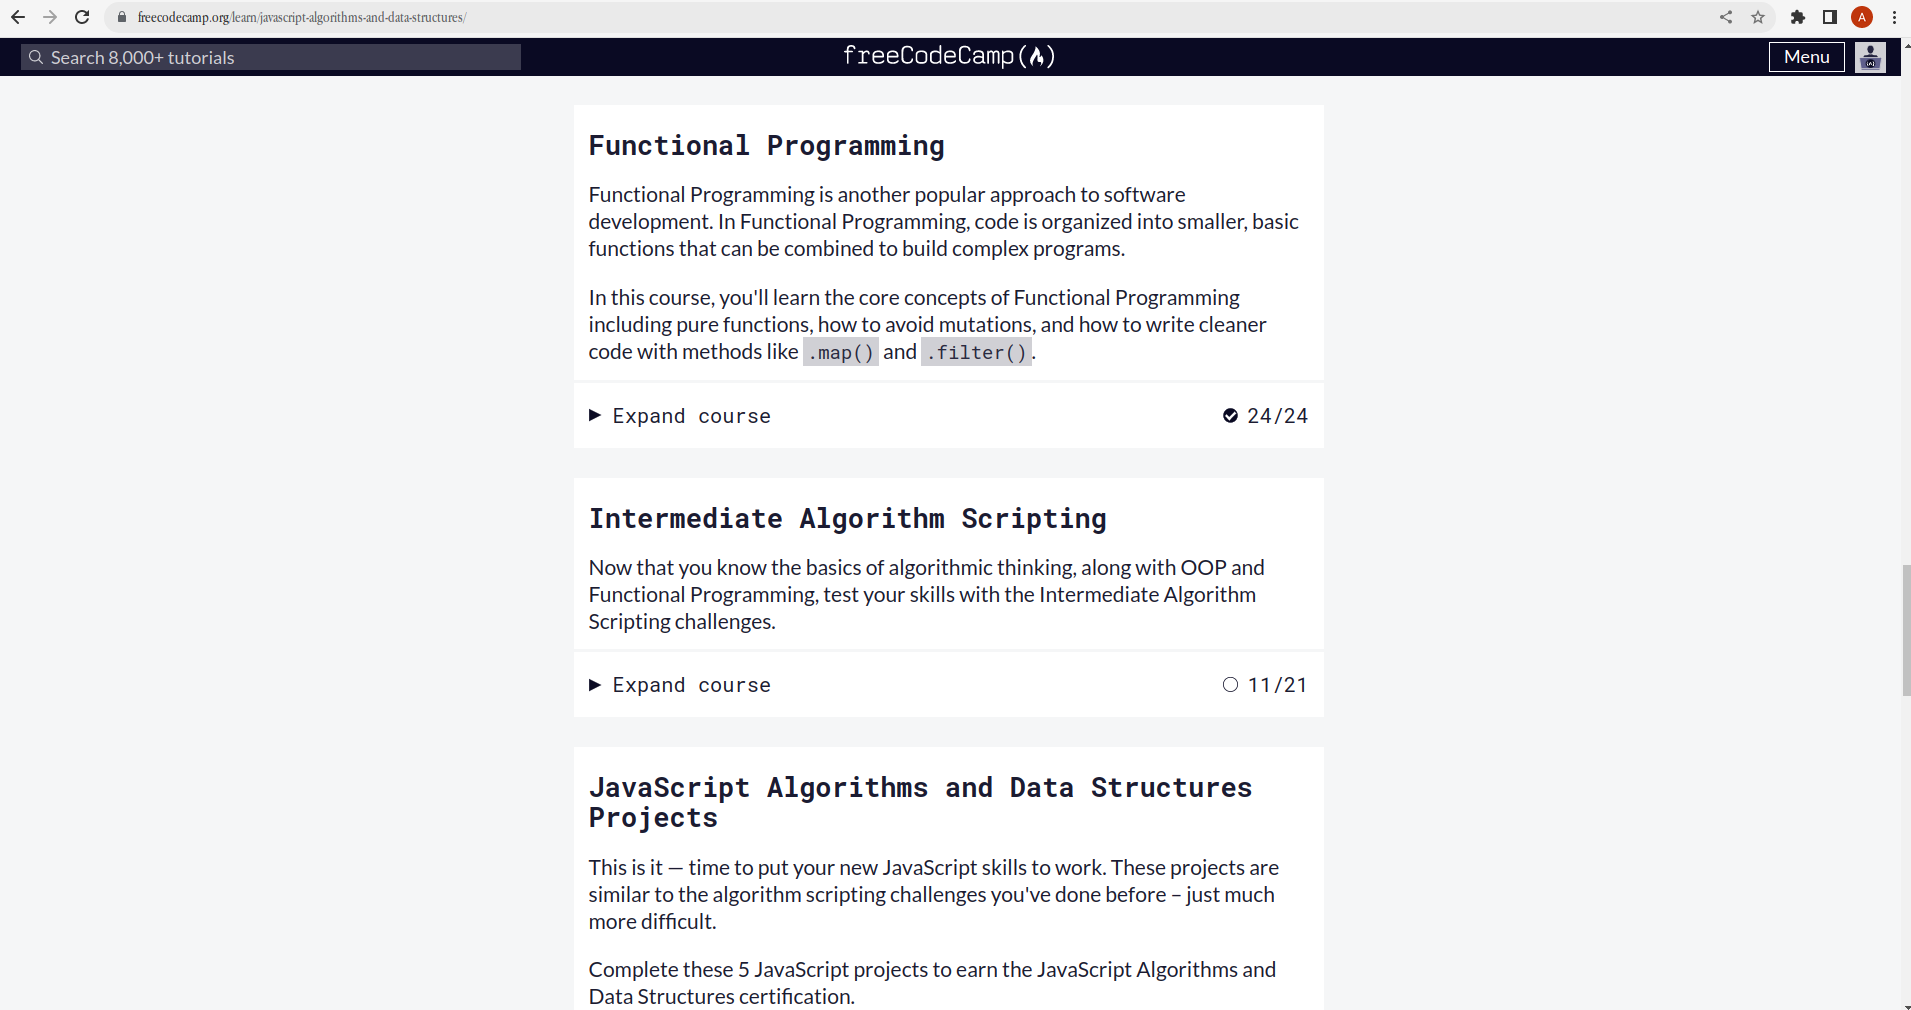 freecodecamp.org/learn/javascript-algorithms-and-data-structures/
A
Search 8,000+ tutorials
freeCodeCamp(🔥)
Menu
Functional Programming
Functional Programming is another popular approach to software
development. In Functional Programming, code is organized into smaller, basic
functions that can be combined to build complex programs.
In this course, you'll learn the core concepts of Functional Programming
including pure functions, how to avoid mutations, and how to write cleaner
code with methods like .map() and .filter().
Expand course 24/24
Intermediate Algorithm Scripting
Now that you know the basics of algorithmic thinking, along with OOP and
Functional Programming, test your skills with the Intermediate Algorithm
Scripting challenges.
Expand course 11/21
JavaScript Algorithms and Data Structures
Projects
This is it — time to put your new JavaScript skills to work. These projects are
similar to the algorithm scripting challenges you've done before – just much
more difficult.
Complete these 5 JavaScript projects to earn the JavaScript Algorithms and
Data Structures certification.